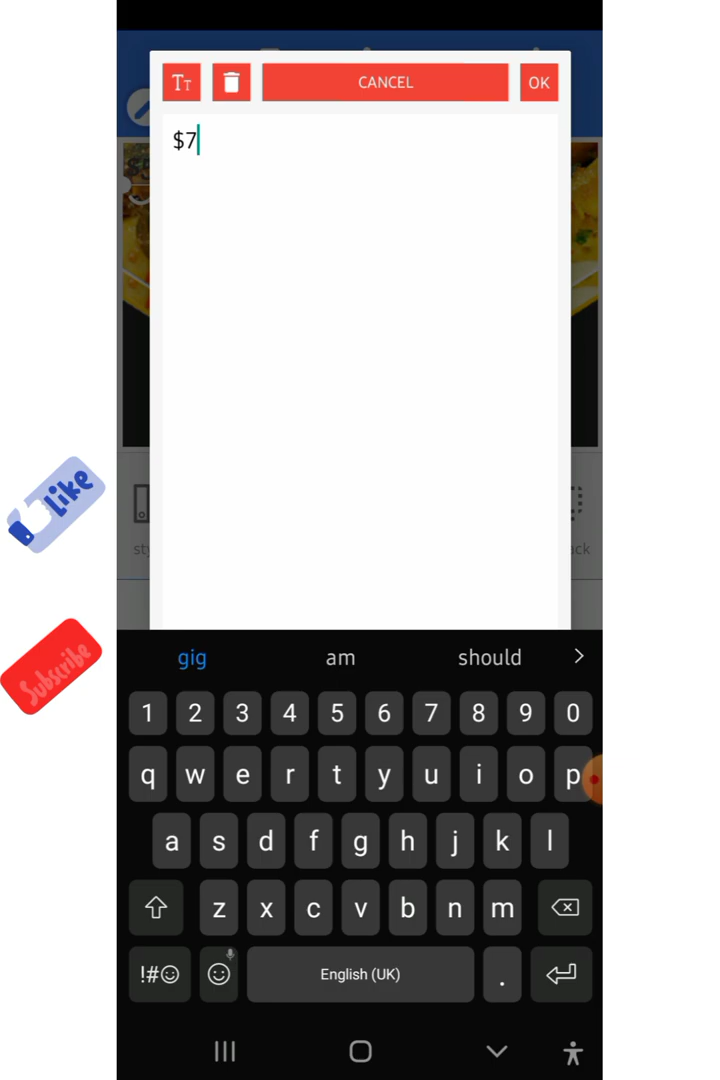 TT
CANCEL
OK
$7
Like
Subscribe
gig
am
should
1 2 3 4 5 6 7 8 9 0
q w e r t y u i o p
a s d f g h j k l
z x c v b n m
!#☺
English (UK)
.